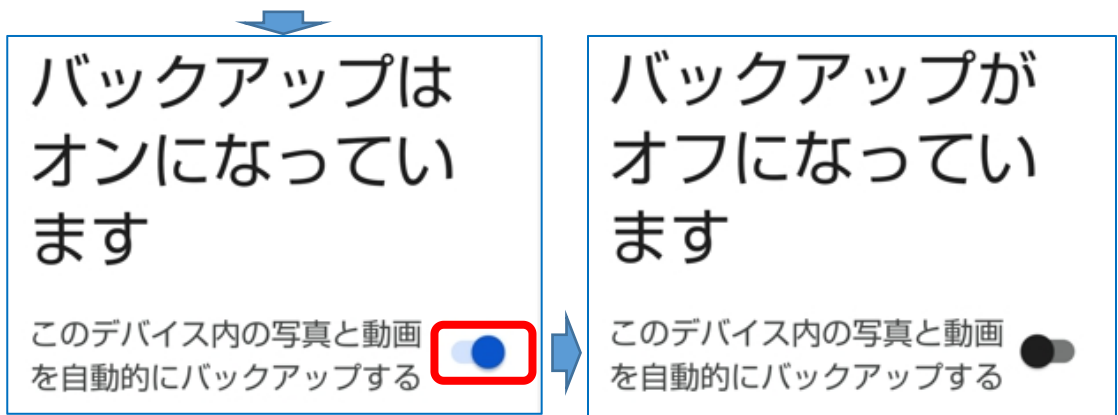 バックアップは
オンになってい
ます
このデバイス内の写真と動画
を自動的にバックアップする
バックアップが
オフになってい
ます
このデバイス内の写真と動画
を自動的にバックアップする